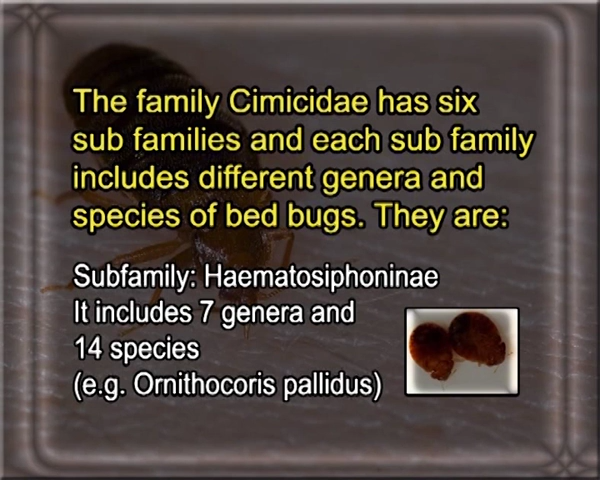 The family Cimicidae has six
sub families and each sub family
includes different genera and
species of bed bugs. They are:
Subfamily: Haematosiphoninae
It includes 7 genera and
14 species
(e.g. Ornithocoris pallidus)